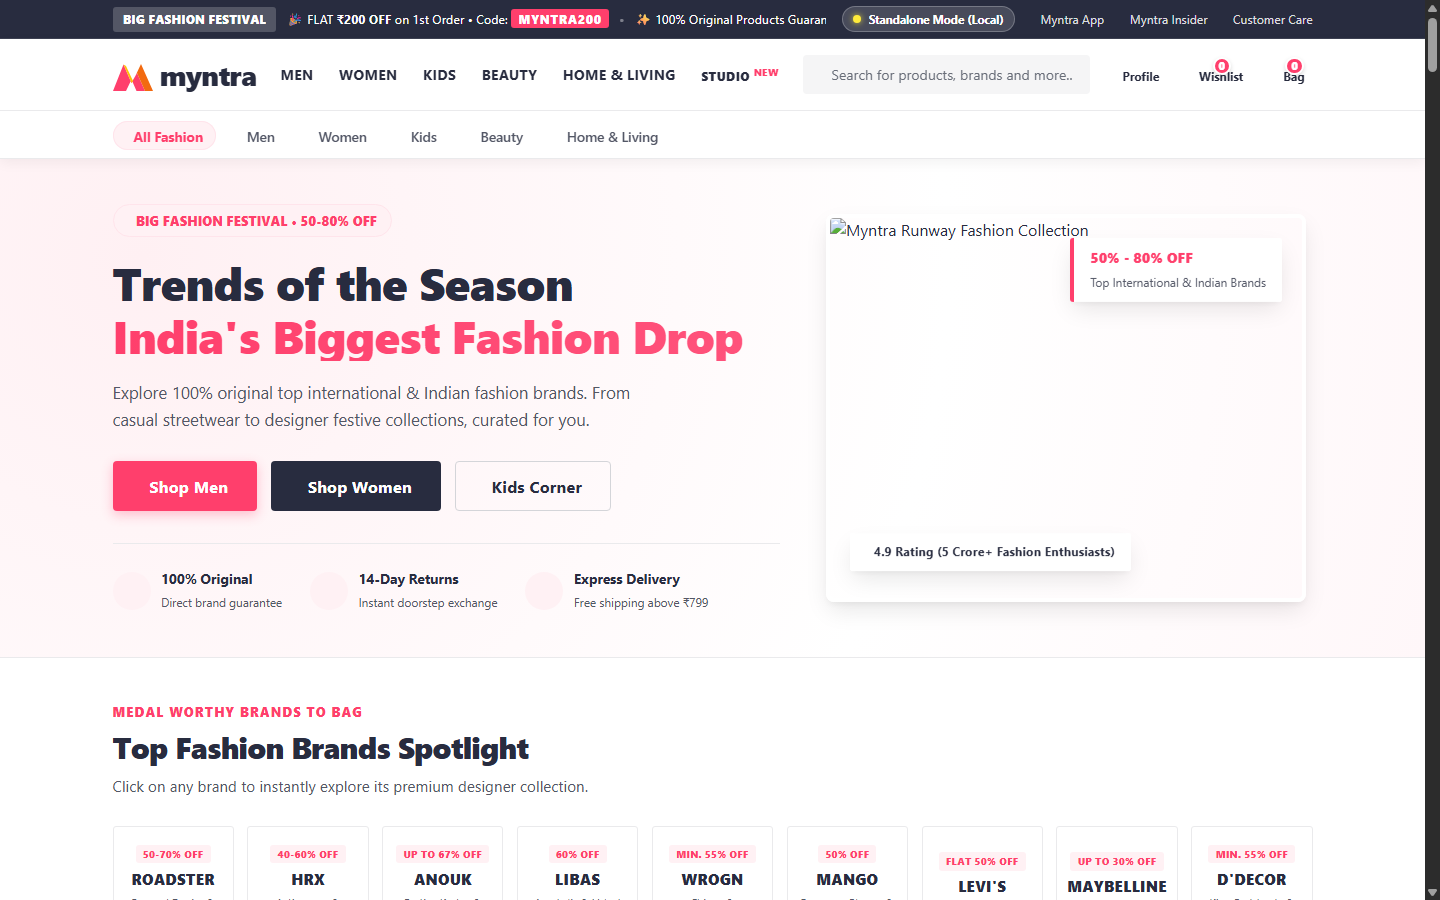 BIG FASHION FESTIVAL
🎉 FLAT ₹200 OFF on 1st Order • Code: MYNTRA200 • ✨ 100% Original Products Guaran
Standalone Mode (Local)
Myntra App
Myntra Insider
Customer Care
myntra
MEN
WOMEN
KIDS
BEAUTY
HOME & LIVING
STUDIO NEW
Search for products, brands and more..
Profile
0
Wishlist
0
Bag
All Fashion
Men
Women
Kids
Beauty
Home & Living
BIG FASHION FESTIVAL • 50-80% OFF
Trends of the Season
India's Biggest Fashion Drop
Explore 100% original top international & Indian fashion brands. From
casual streetwear to designer festive collections, curated for you.
Shop Men
Shop Women
Kids Corner
100% Original
Direct brand guarantee
14-Day Returns
Instant doorstep exchange
Express Delivery
Free shipping above ₹799
Myntra Runway Fashion Collection
50% - 80% OFF
Top International & Indian Brands
4.9 Rating (5 Crore+ Fashion Enthusiasts)
MEDAL WORTHY BRANDS TO BAG
Top Fashion Brands Spotlight
Click on any brand to instantly explore its premium designer collection.
50-70% OFF
ROADSTER
40-60% OFF
HRX
UP TO 67% OFF
ANOUK
60% OFF
LIBAS
MIN. 55% OFF
WROGN
50% OFF
MANGO
FLAT 50% OFF
LEVI'S
UP TO 30% OFF
MAYBELLINE
MIN. 55% OFF
D'DECOR